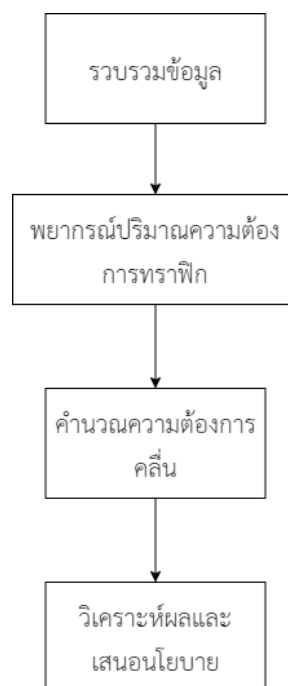 รวบรวมข้อมูล
พยากรณ์ปริมาณความต้อง
การทราฟิก
คำนวณความต้องการ
คลื่น
วิเคราะห์ผลและ
เสนอนโยบาย